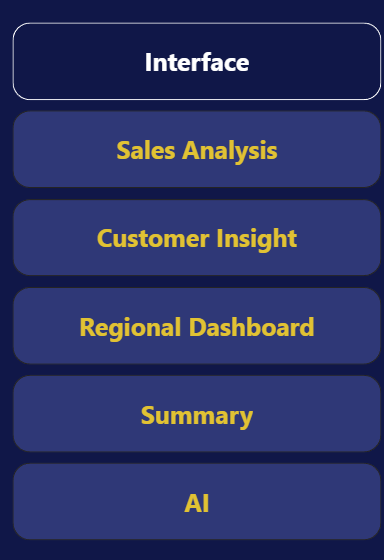 Interface
Sales Analysis
Customer Insight
Regional Dashboard
Summary
AI